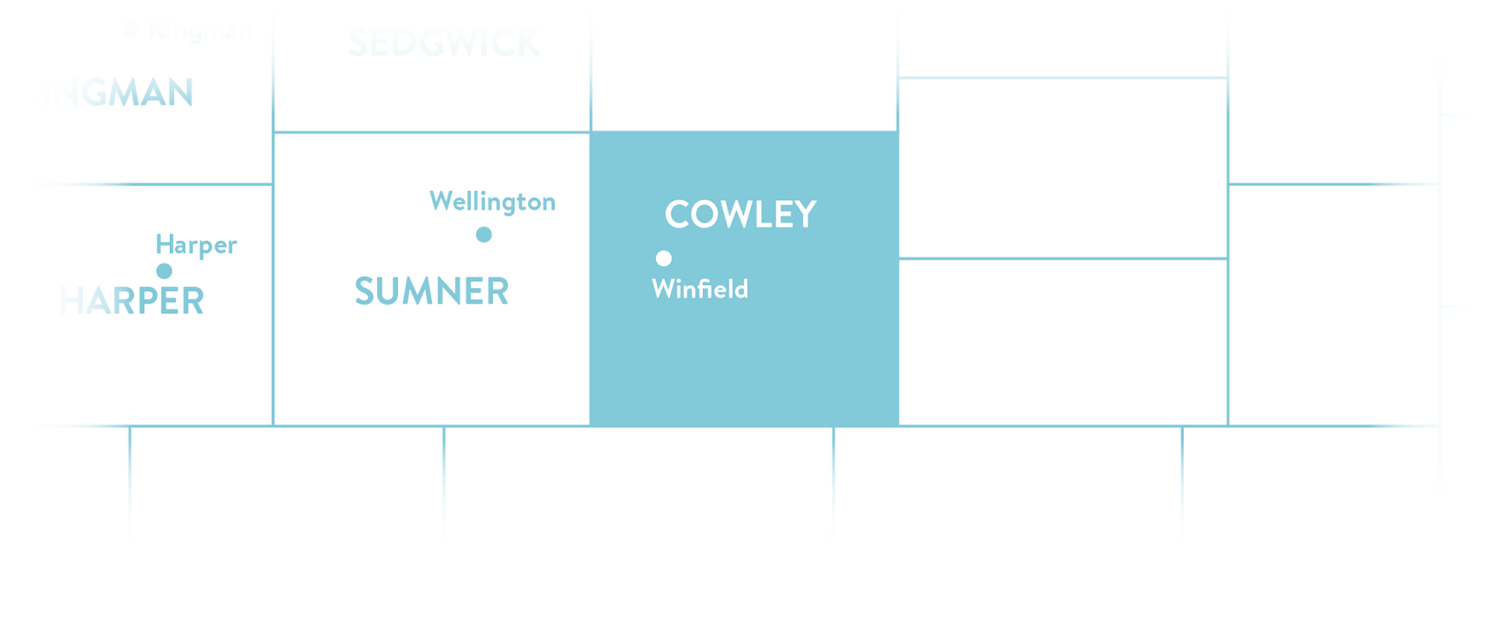 Kingman
SEDGWICK
INGMAN
Wellington
COWLEY
Harper
Winfield
SUMNER
HARPER